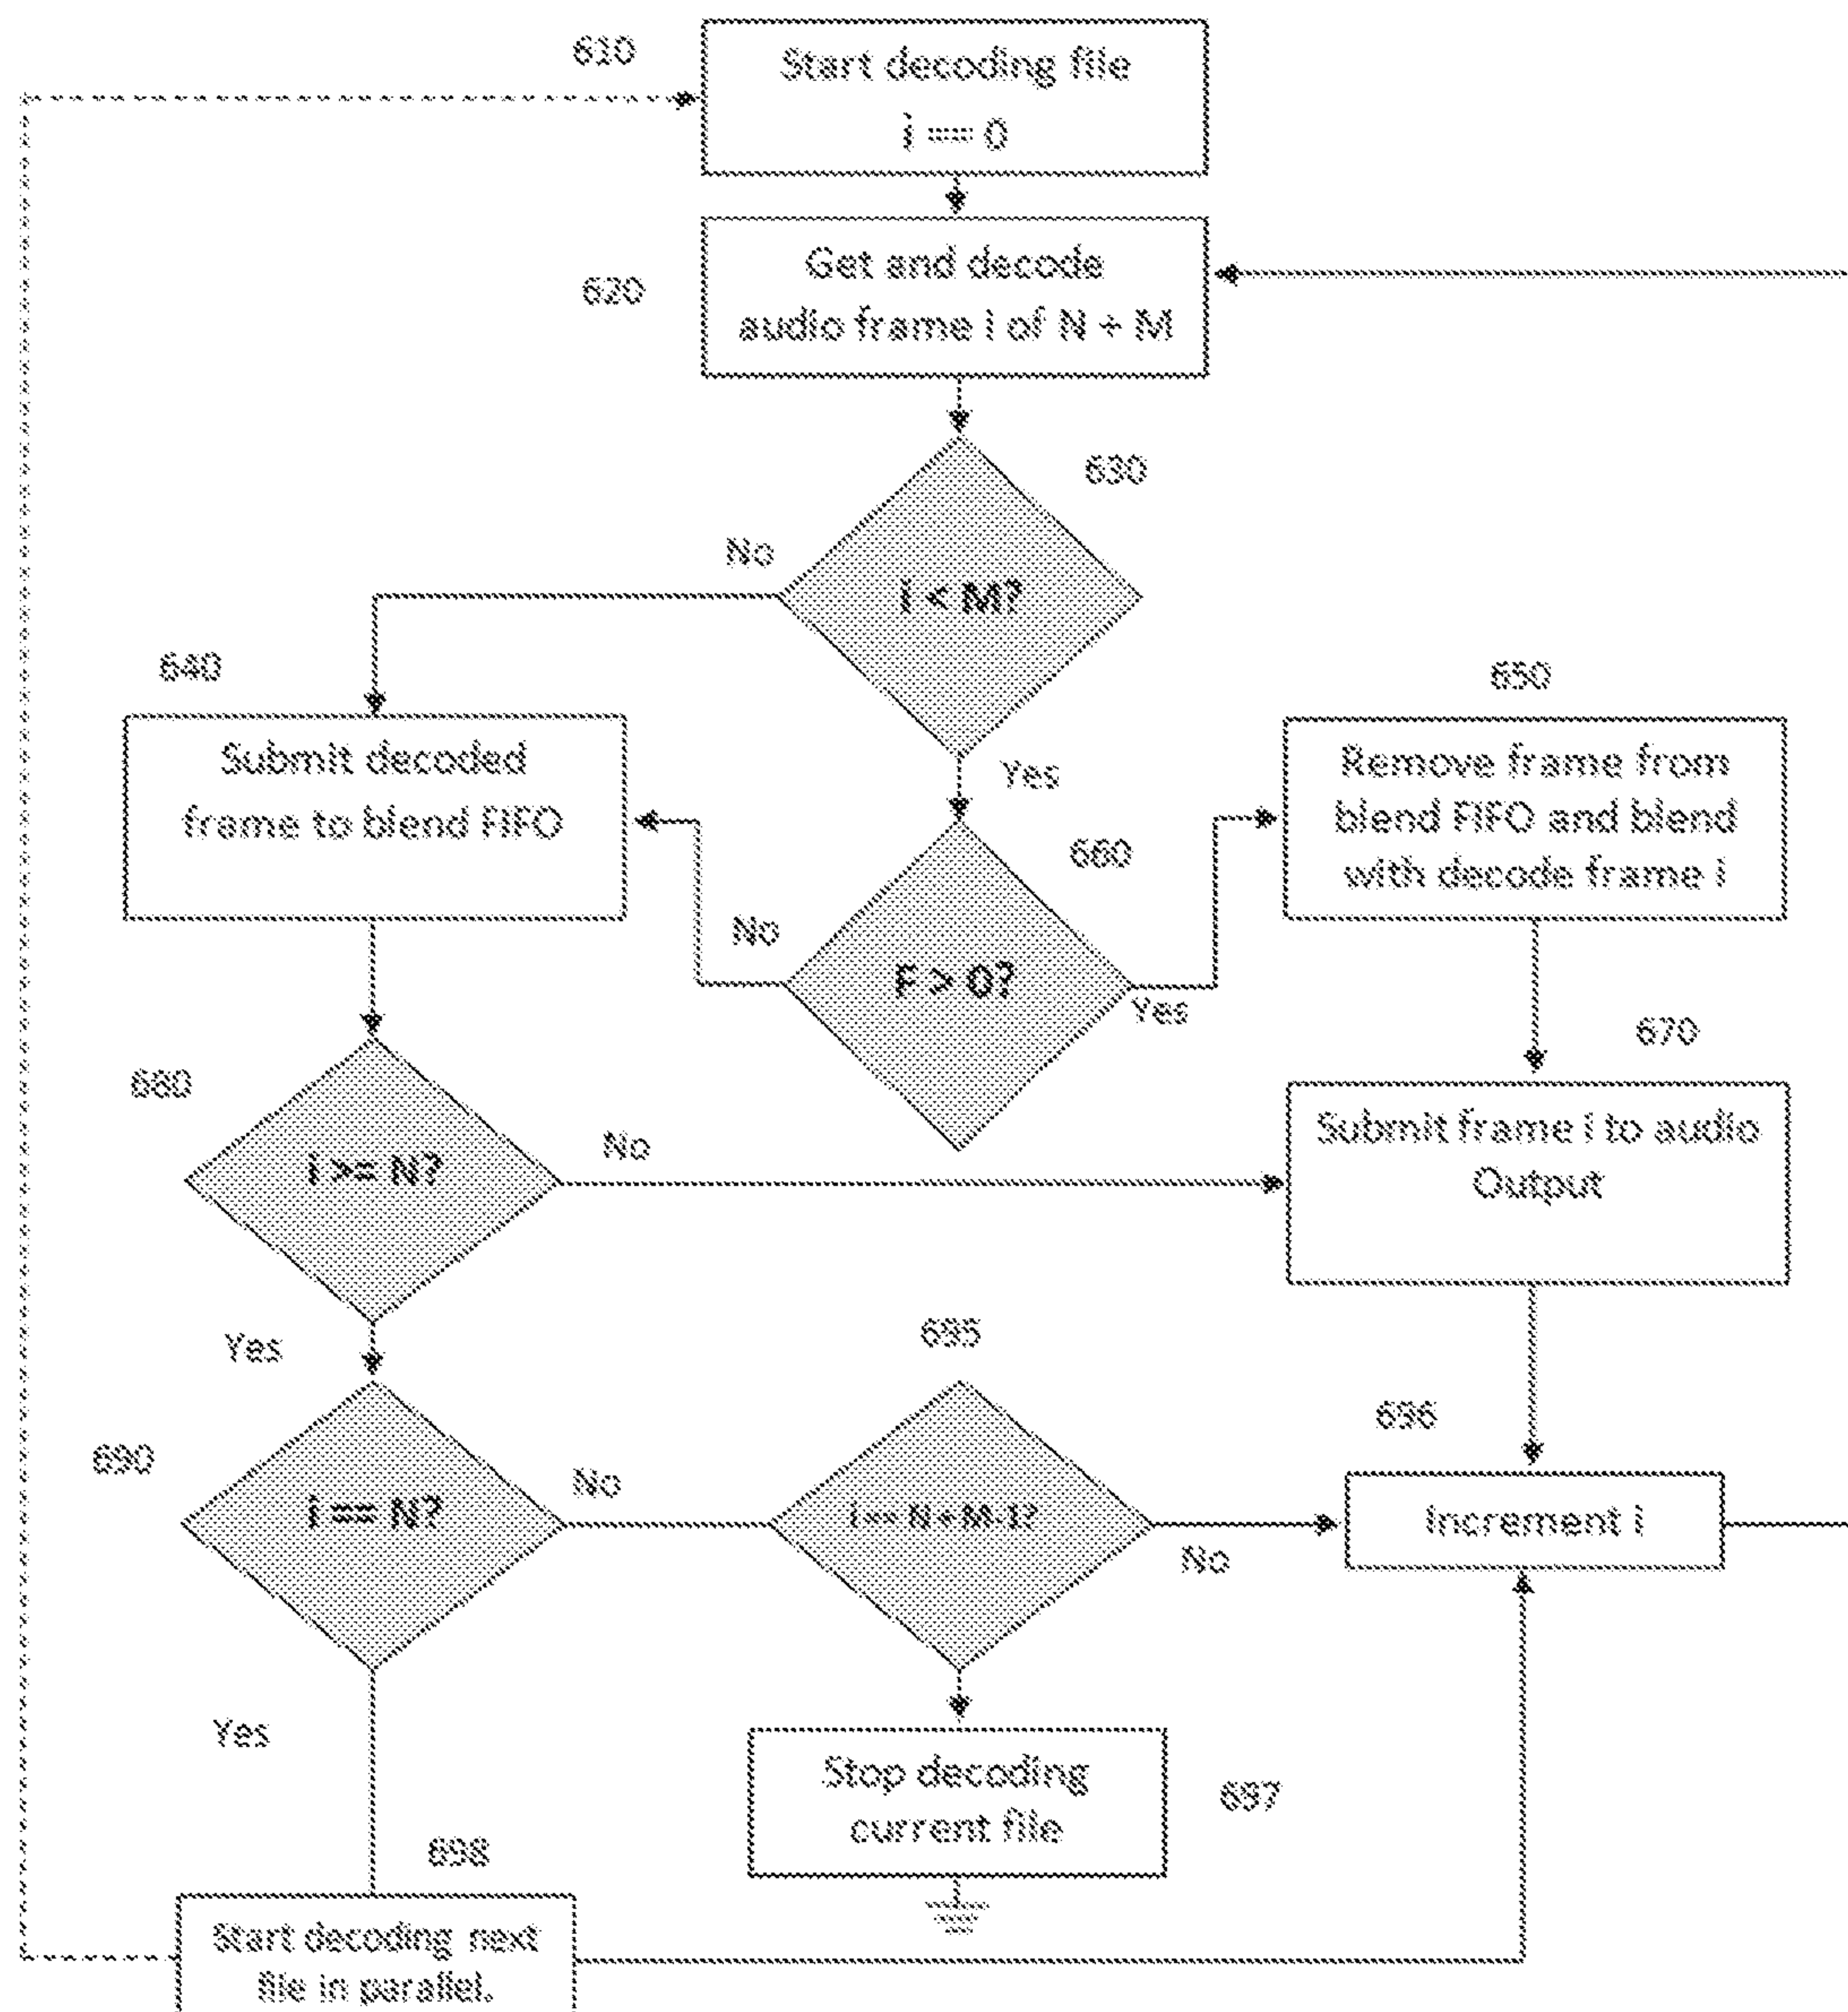 610
Start decoding file
i == 0
620
Get and decode
audio frame i of N + M
630
i < M?
No
Yes
640
Submit decoded
frame to blend FIFO
650
Remove frame from
blend FIFO and blend
with decode frame i
660
F > 0?
No
Yes
670
Submit frame i to audio
Output
680
i >= N?
No
Yes
690
i == N?
No
Yes
695
i == N + M-1?
No
696
Increment i
697
Stop decoding
current file
698
Start decoding next
file in parallel.